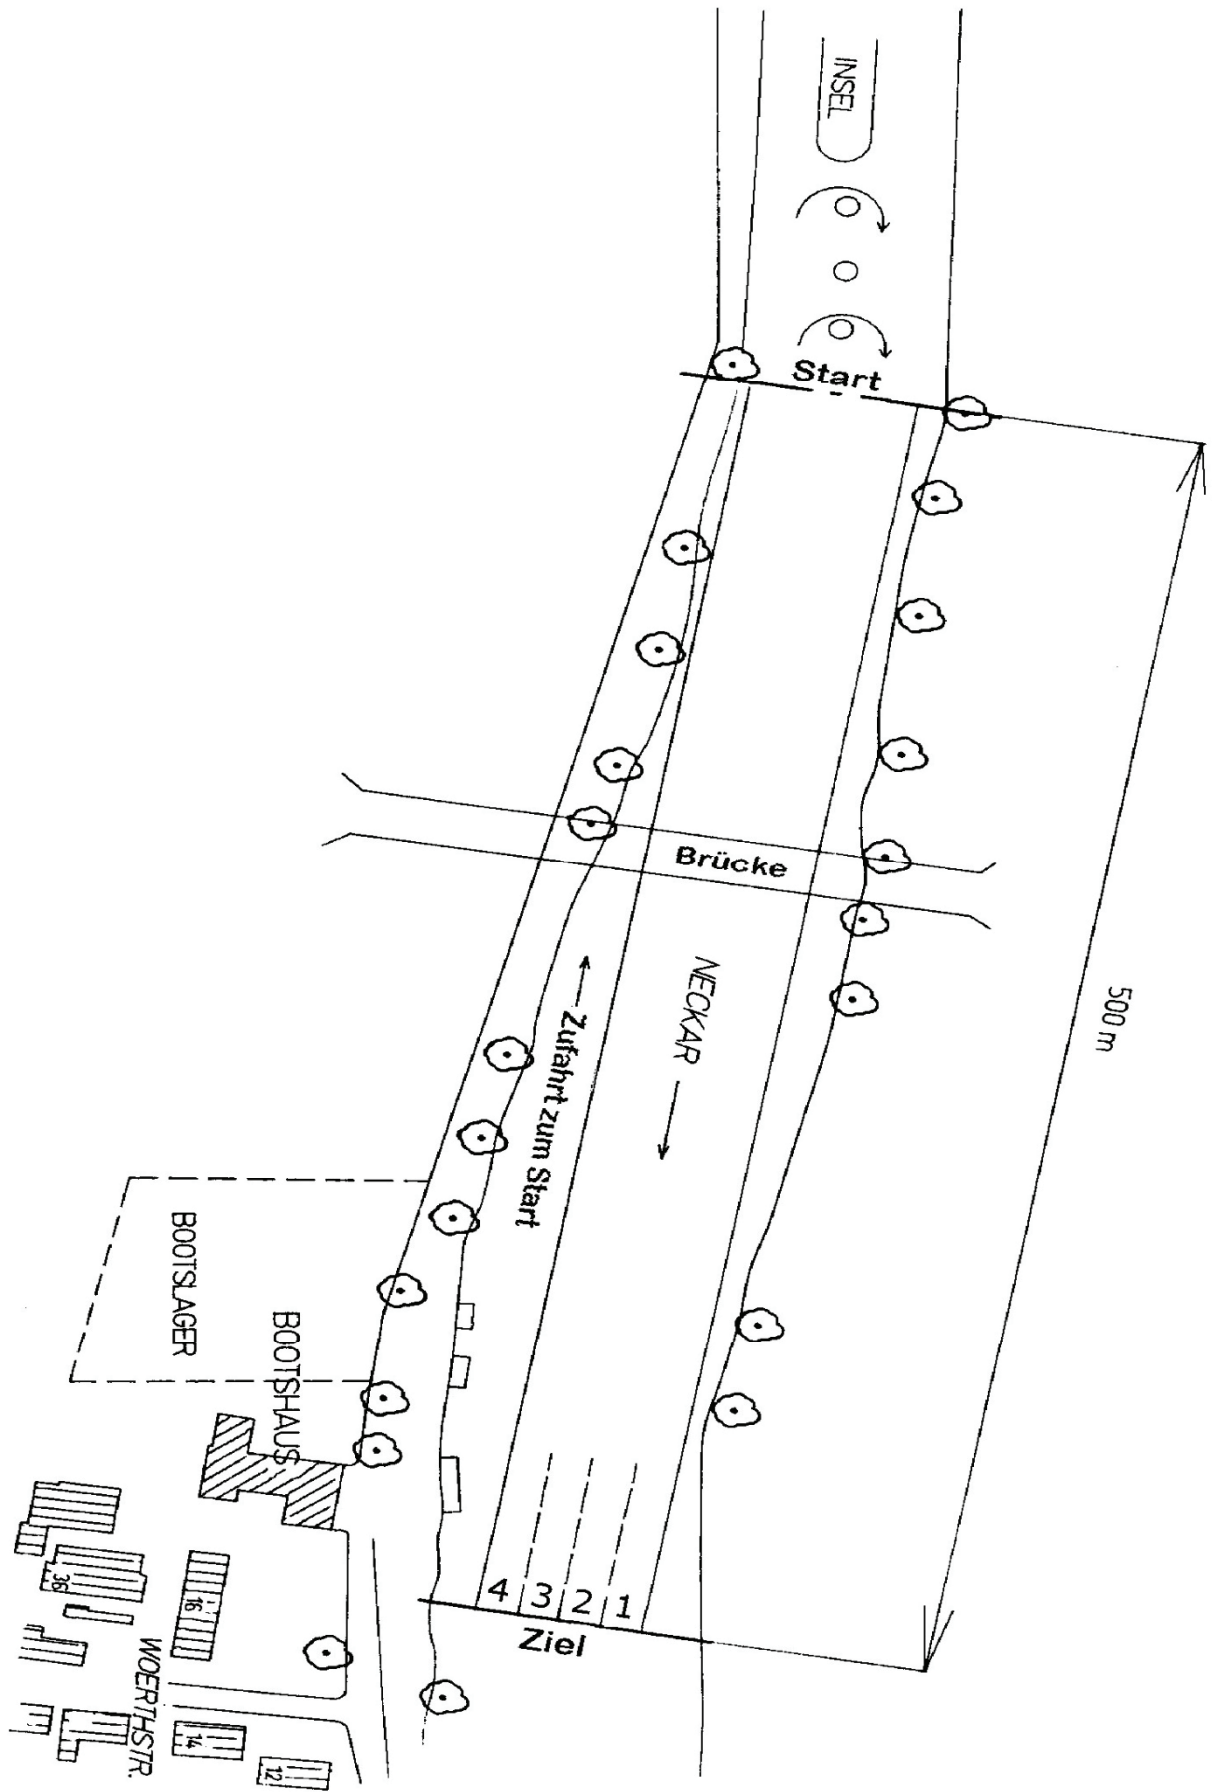 INSEL
Start
Brücke
500 m
NECKAR
Zufahrt zum Start
BOOTSLAGER
BOOTSHAUS
4 3 2 1
Ziel
36
16
WOERTHSTR.
14
12